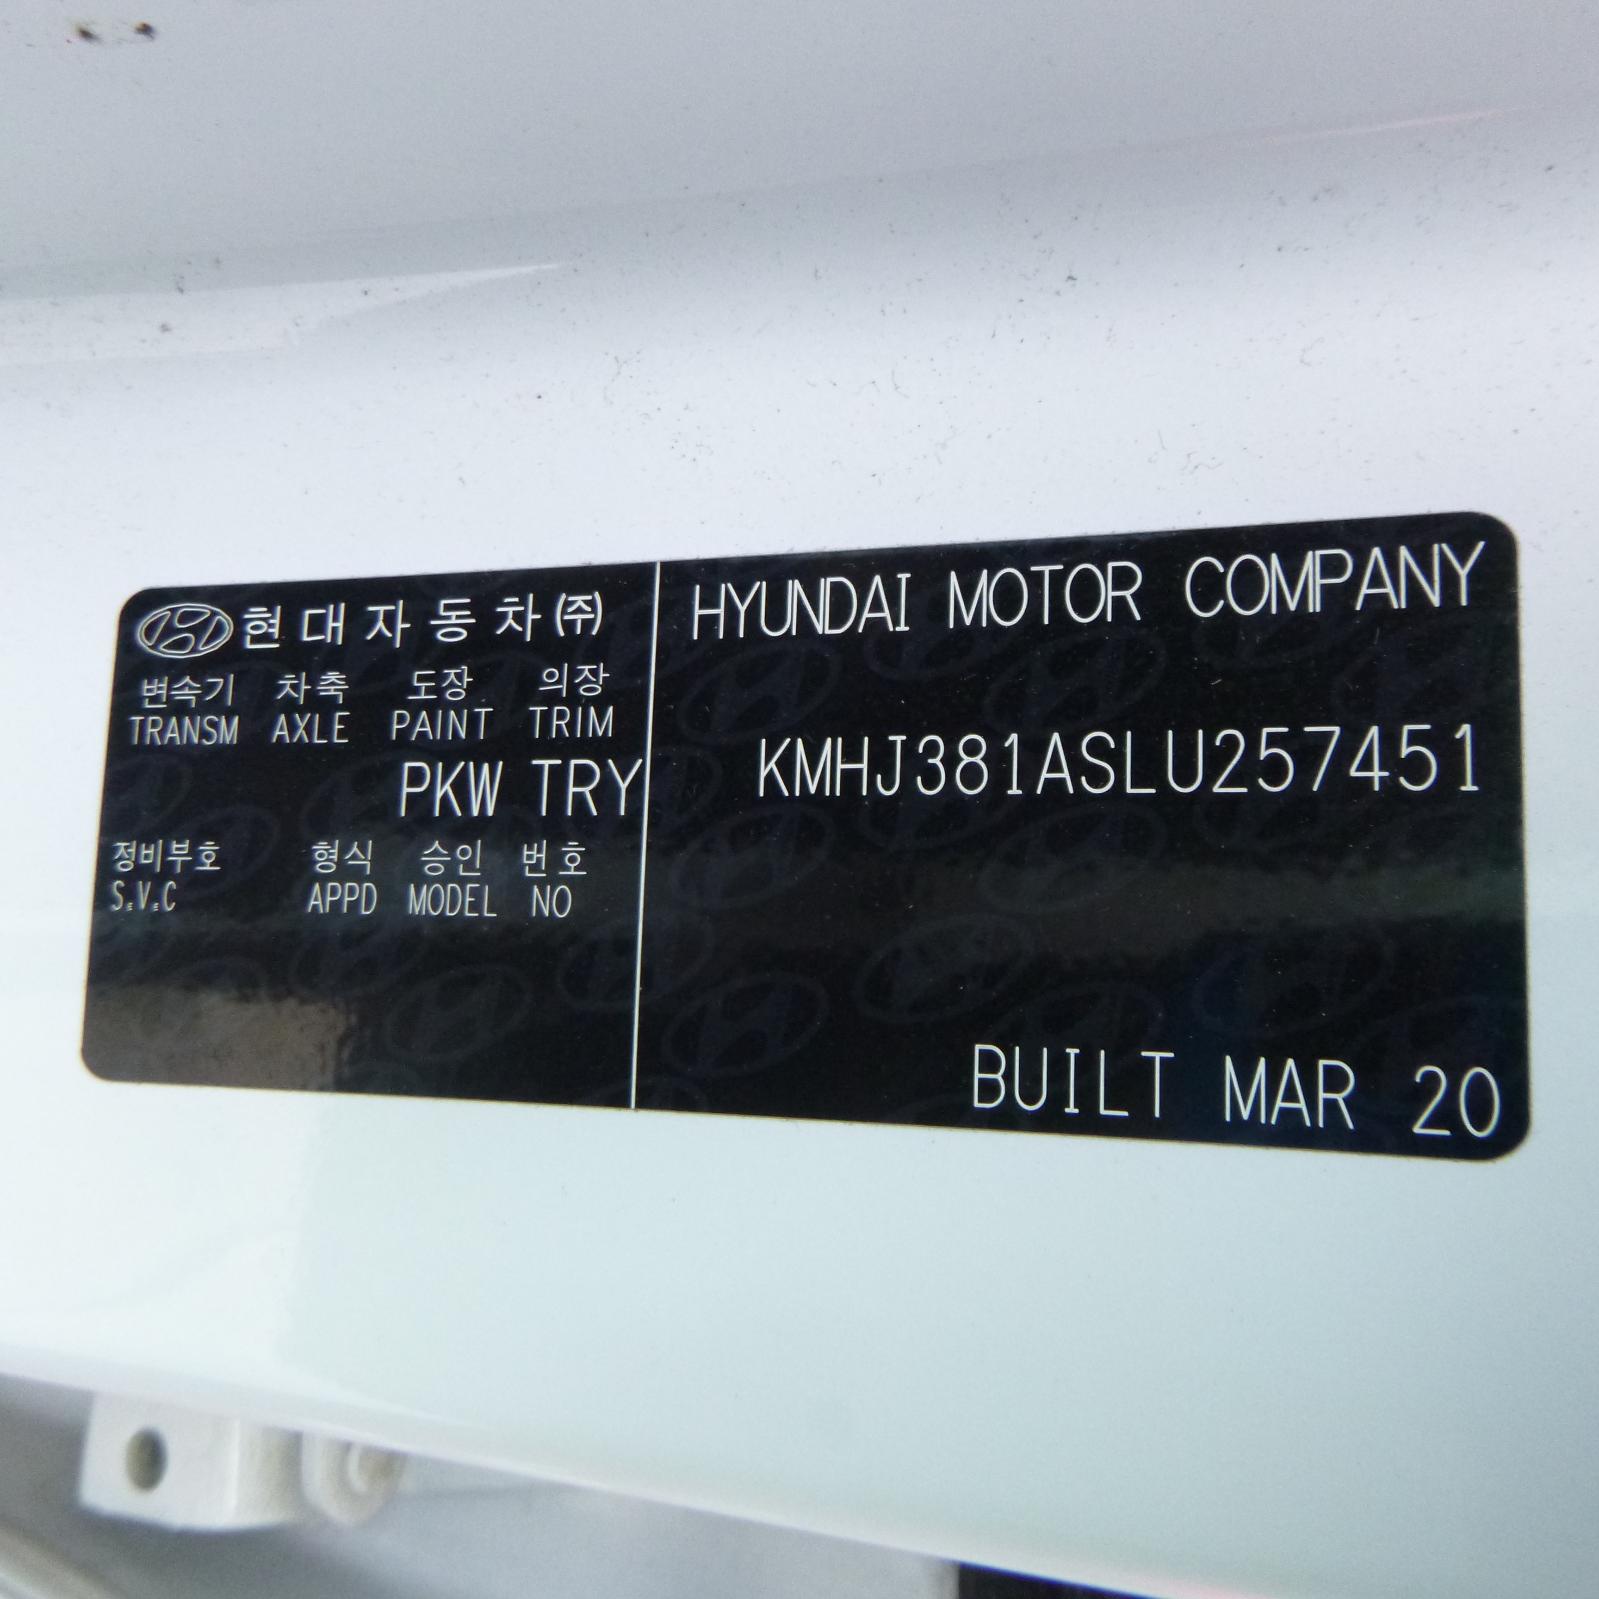 현대자동차(주)
변속기 차축 도장 의장
TRANSM AXLE PAINT TRIM
PKW TRY
정비부호 형식 승인 번호
S.V.C APPD MODEL NO
HYUNDAI MOTOR COMPANY
KMHJ381ASLU257451
BUILT MAR 20